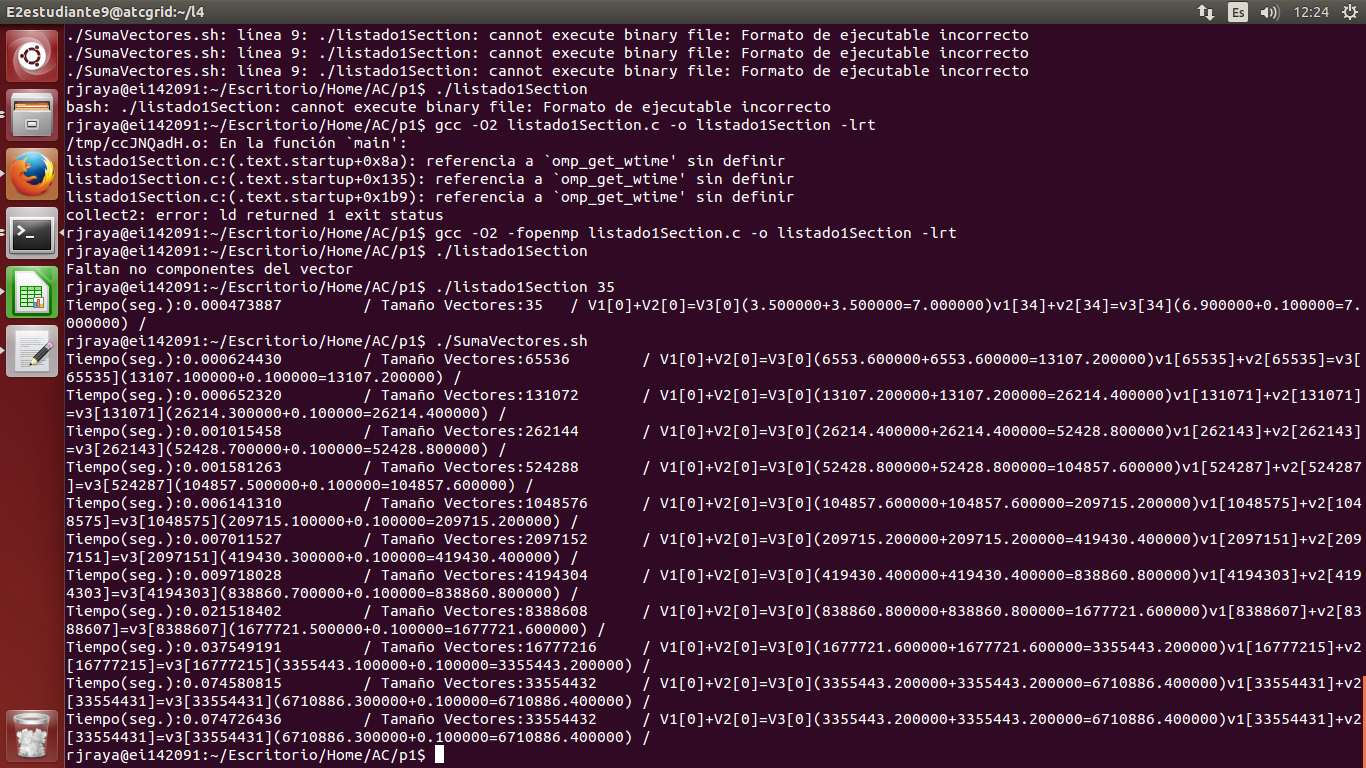 E2estudiante9@atcgrid:~/l4
Es
12:24
./SumaVectores.sh: línea 9: ./listado1Section: cannot execute binary file: Formato de ejecutable incorrecto
./SumaVectores.sh: línea 9: ./listado1Section: cannot execute binary file: Formato de ejecutable incorrecto
./SumaVectores.sh: línea 9: ./listado1Section: cannot execute binary file: Formato de ejecutable incorrecto
rjraya@ei142091:~/Escritorio/Home/AC/p1$ ./listado1Section
bash: ./listado1Section: cannot execute binary file: Formato de ejecutable incorrecto
rjraya@ei142091:~/Escritorio/Home/AC/p1$ gcc -O2 listado1Section.c -o listado1Section -lrt
/tmp/ccJNQadH.o: En la función `main':
listado1Section.c:(.text.startup+0x8a): referencia a `omp_get_wtime' sin definir
listado1Section.c:(.text.startup+0x135): referencia a `omp_get_wtime' sin definir
listado1Section.c:(.text.startup+0x1b9): referencia a `omp_get_wtime' sin definir
collect2: error: ld returned 1 exit status
rjraya@ei142091:~/Escritorio/Home/AC/p1$ gcc -O2 -fopenmp listado1Section.c -o listado1Section -lrt
rjraya@ei142091:~/Escritorio/Home/AC/p1$ ./listado1Section
Faltan no componentes del vector
rjraya@ei142091:~/Escritorio/Home/AC/p1$ ./listado1Section 35
Tiempo(seg.):0.000473887 / Tamaño Vectores:35 / V1[0]+V2[0]=V3[0](3.500000+3.500000=7.000000)v1[34]+v2[34]=v3[34](6.900000+0.100000=7.
000000) /
rjraya@ei142091:~/Escritorio/Home/AC/p1$ ./SumaVectores.sh
Tiempo(seg.):0.000624430 / Tamaño Vectores:65536 / V1[0]+V2[0]=V3[0](6553.600000+6553.600000=13107.200000)v1[65535]+v2[65535]=v3[
65535](13107.100000+0.100000=13107.200000) /
Tiempo(seg.):0.000652320 / Tamaño Vectores:131072 / V1[0]+V2[0]=V3[0](13107.200000+13107.200000=26214.400000)v1[131071]+v2[131071]
=v3[131071](26214.300000+0.100000=26214.400000) /
Tiempo(seg.):0.001015458 / Tamaño Vectores:262144 / V1[0]+V2[0]=V3[0](26214.400000+26214.400000=52428.800000)v1[262143]+v2[262143]
=v3[262143](52428.700000+0.100000=52428.800000) /
Tiempo(seg.):0.001581263 / Tamaño Vectores:524288 / V1[0]+V2[0]=V3[0](52428.800000+52428.800000=104857.600000)v1[524287]+v2[524287
]=v3[524287](104857.500000+0.100000=104857.600000) /
Tiempo(seg.):0.006141310 / Tamaño Vectores:1048576 / V1[0]+V2[0]=V3[0](104857.600000+104857.600000=209715.200000)v1[1048575]+v2[104
8575]=v3[1048575](209715.100000+0.100000=209715.200000) /
Tiempo(seg.):0.007011527 / Tamaño Vectores:2097152 / V1[0]+V2[0]=V3[0](209715.200000+209715.200000=419430.400000)v1[2097151]+v2[209
7151]=v3[2097151](419430.300000+0.100000=419430.400000) /
Tiempo(seg.):0.009718028 / Tamaño Vectores:4194304 / V1[0]+V2[0]=V3[0](419430.400000+419430.400000=838860.800000)v1[4194303]+v2[419
4303]=v3[4194303](838860.700000+0.100000=838860.800000) /
Tiempo(seg.):0.021518402 / Tamaño Vectores:8388608 / V1[0]+V2[0]=V3[0](838860.800000+838860.800000=1677721.600000)v1[8388607]+v2[8
388607]=v3[8388607](1677721.500000+0.100000=1677721.600000) /
Tiempo(seg.):0.037549191 / Tamaño Vectores:16777216 / V1[0]+V2[0]=V3[0](1677721.600000+1677721.600000=3355443.200000)v1[16777215]+v2
[16777215]=v3[16777215](3355443.100000+0.100000=3355443.200000) /
Tiempo(seg.):0.074580815 / Tamaño Vectores:33554432 / V1[0]+V2[0]=V3[0](3355443.200000+3355443.200000=6710886.400000)v1[33554431]+v2
[33554431]=v3[33554431](6710886.300000+0.100000=6710886.400000) /
Tiempo(seg.):0.074726436 / Tamaño Vectores:33554432 / V1[0]+V2[0]=V3[0](3355443.200000+3355443.200000=6710886.400000)v1[33554431]+v2
[33554431]=v3[33554431](6710886.300000+0.100000=6710886.400000) /
rjraya@ei142091:~/Escritorio/Home/AC/p1$